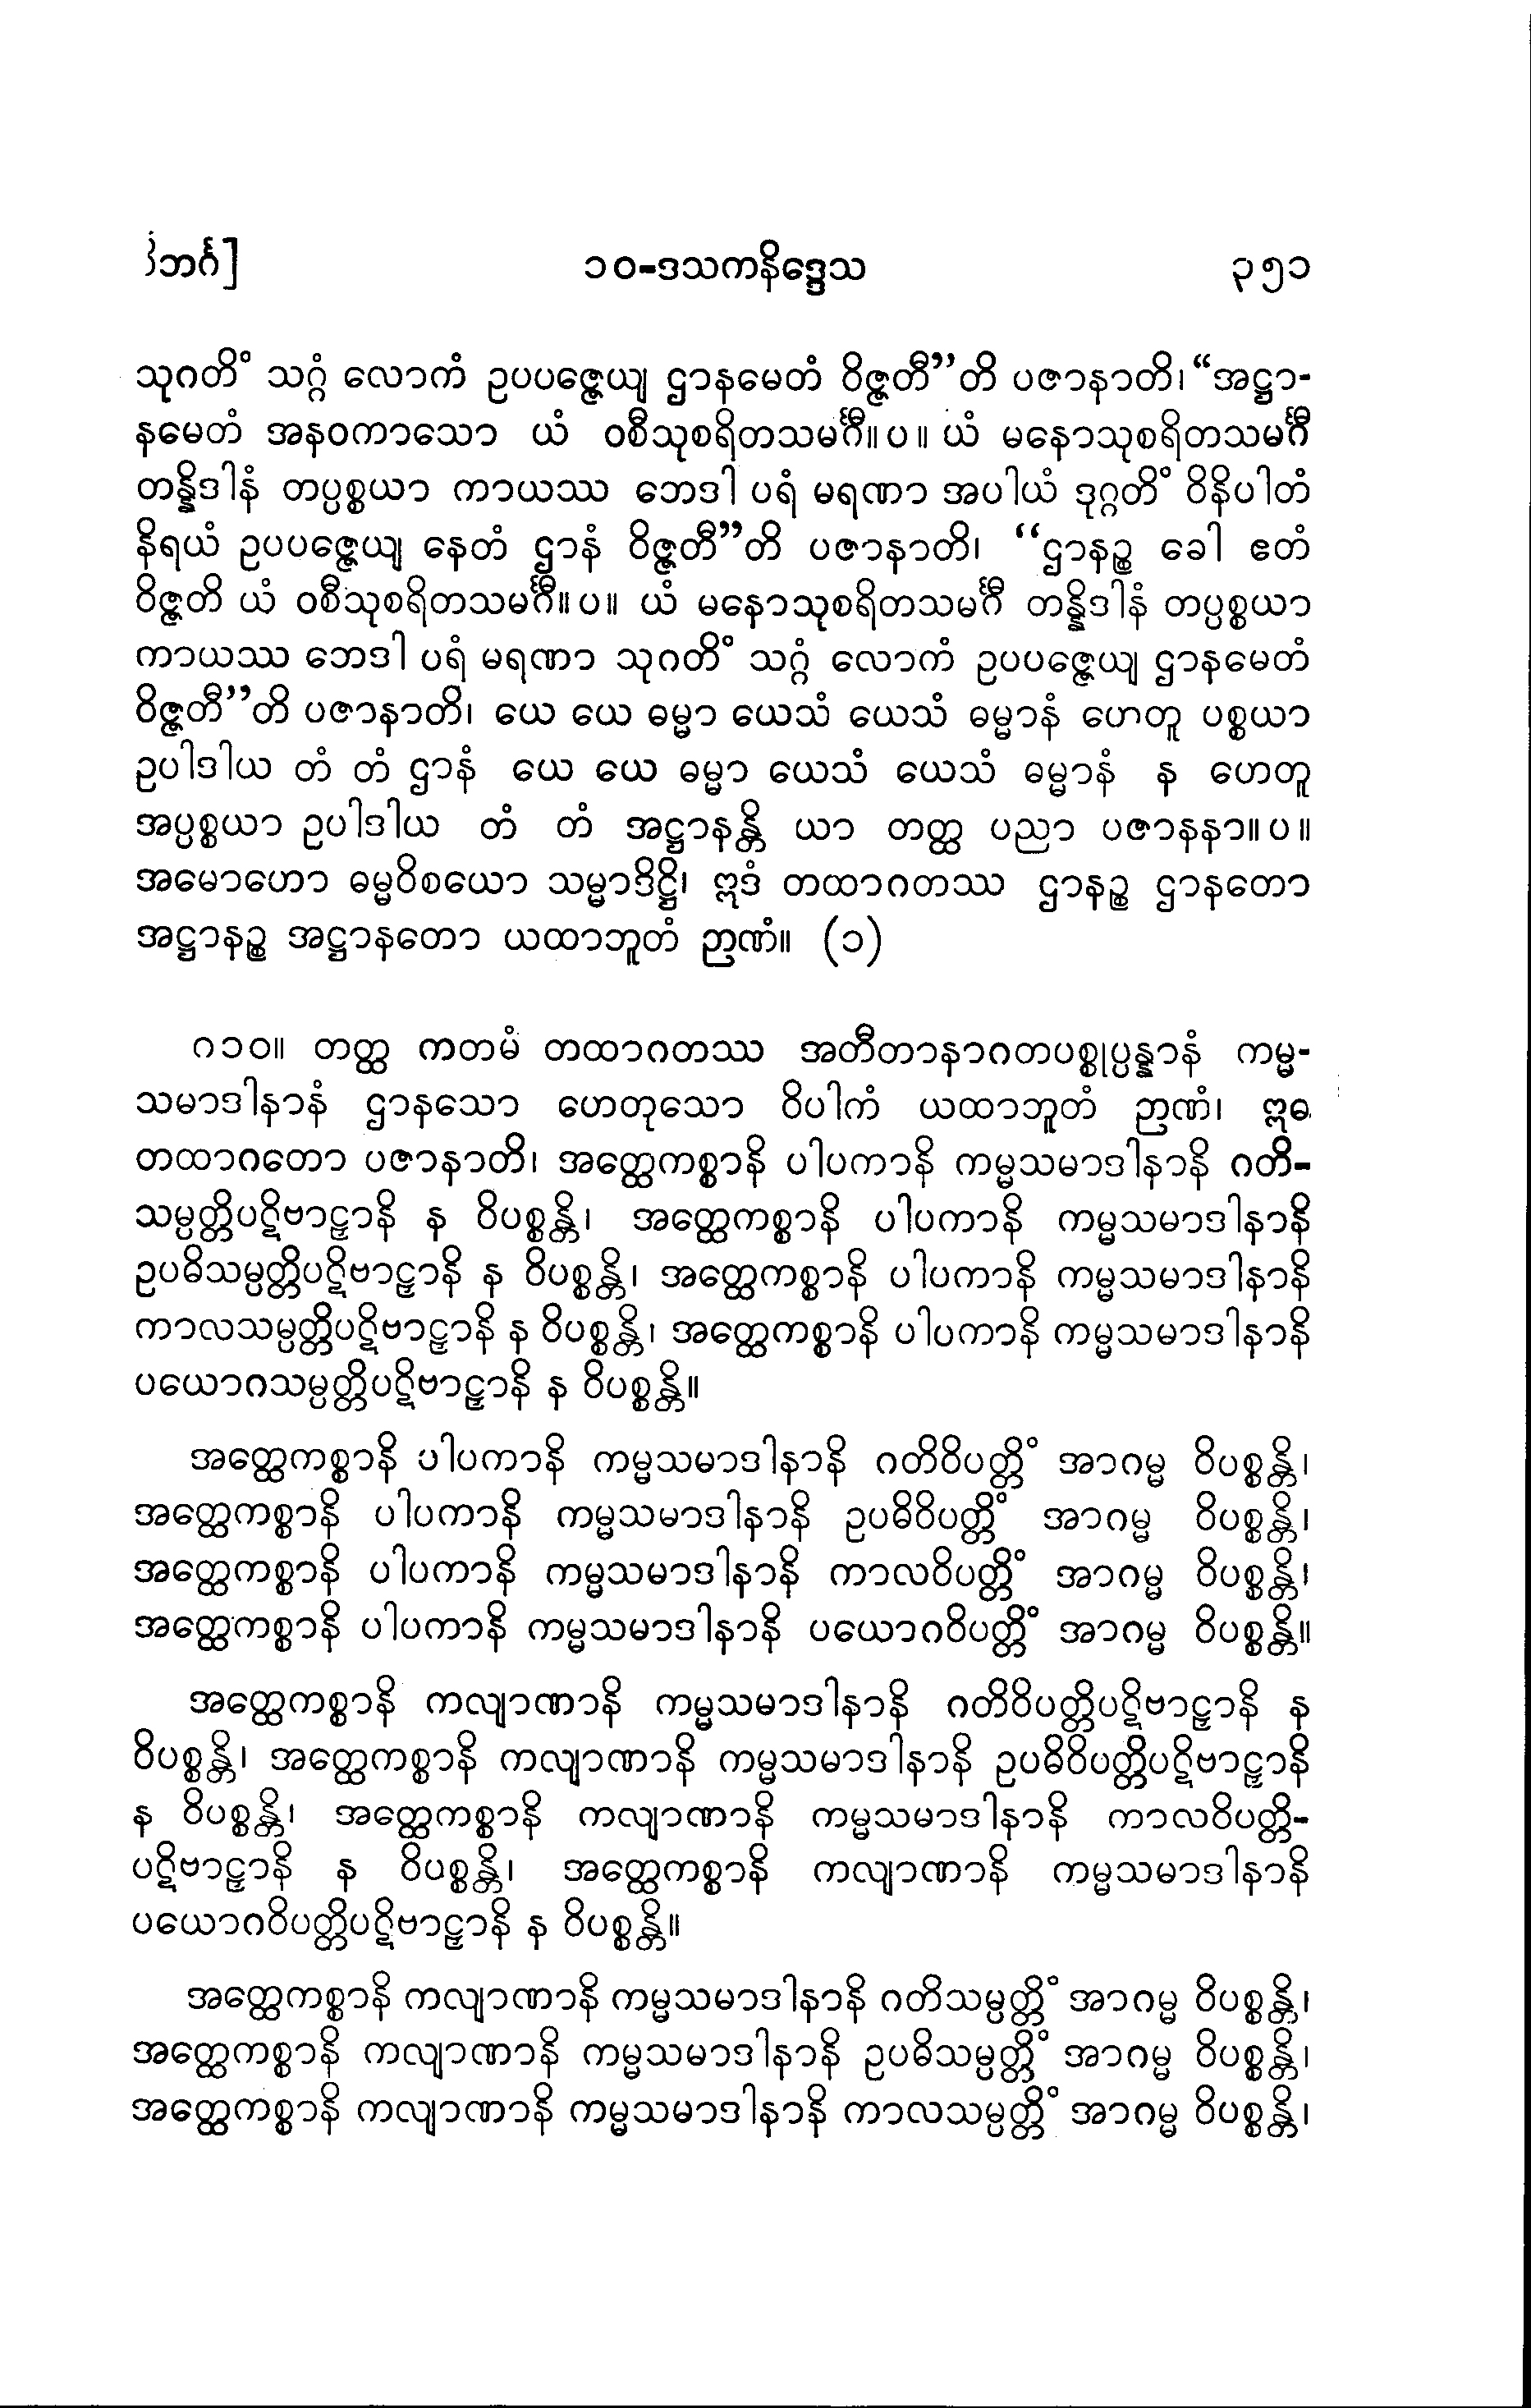 ဝိဘင်္ဂ] ၁၀-ဒသကနိဒ္ဒေသ ၃၅၁
သုဂတိံ သဂ္ဂံ လောကံ ဥပပဇ္ဇေယျ ဌာနမေတံ ဝိဇ္ဇတီ”တိ ပဇာနာတိ၊ “အဋ္ဌာ-
နမေတံ အနဝကာသော ယံ ဝစီသုစရိတသမင်္ဂီ။ပ။ ယံ မနောသုစရိတသမင်္ဂီ
တန္နိဒါနံ တပ္ပစ္စယာ ကာယဿ ဘေဒါ ပရံ မရဏာ အပါယံ ဒုဂ္ဂတိံ ဝိနိပါတံ
နိရယံ ဥပပဇ္ဇေယျ နေတံ ဌာနံ ဝိဇ္ဇတီ”တိ ပဇာနာတိ၊ “ဌာနဉ္စ ခေါ ဧတံ
ဝိဇ္ဇတိ ယံ ဝစီသုစရိတသမင်္ဂီ။ပ။ ယံ မနောသုစရိတသမင်္ဂီ တန္နိဒါနံ တပ္ပစ္စယာ
ကာယဿ ဘေဒါ ပရံ မရဏာ သုဂတိံ သဂ္ဂံ လောကံ ဥပပဇ္ဇေယျ ဌာနမေတံ
ဝိဇ္ဇတီ”တိ ပဇာနာတိ၊ ယေ ယေ ဓမ္မာ ယေသံ ယေသံ ဓမ္မာနံ ဟေတူ ပစ္စယာ
ဥပါဒါယ တံ တံ ဌာနံ ယေ ယေ ဓမ္မာ ယေသံ ယေသံ ဓမ္မာနံ န ဟေတူ
အပ္ပစ္စယာ ဥပါဒါယ တံ တံ အဋ္ဌာနန္တိ ယာ တတ္ထ ပညာ ပဇာနနာ။ပ။
အမောဟော ဓမ္မဝိစယော သမ္မာဒိဋ္ဌိ၊ ဣဒံ တထာဂတဿ ဌာနဉ္စ ဌာနတော
အဋ္ဌာနဉ္စ အဋ္ဌာနတော ယထာဘူတံ ဉာဏံ။ (၁)
၈၁၀။ တတ္ထ ကတမံ တထာဂတဿ အတီတာနာဂတပစ္စုပ္ပန္နာနံ ကမ္မ-
သမာဒါနာနံ ဌာနသော ဟေတုသော ဝိပါကံ ယထာဘူတံ ဉာဏံ၊ ဣဓ
တထာဂတော ပဇာနာတိ၊ အတ္ထေကစ္စာနိ ပါပကာနိ ကမ္မသမာဒါနာနိ ဂတိ-
သမ္ပတ္တိပဋိဗာဠှာနိ န ဝိပစ္စန္တိ၊ အတ္ထေကစ္စာနိ ပါပကာနိ ကမ္မသမာဒါနာနိ
ဥပဓိသမ္ပတ္တိပဋိဗာဠှာနိ န ဝိပစ္စန္တိ၊ အတ္ထေကစ္စာနိ ပါပကာနိ ကမ္မသမာဒါနာနိ
ကာလသမ္ပတ္တိပဋိဗာဠှာနိ န ဝိပစ္စန္တိ၊ အတ္ထေကစ္စာနိ ပါပကာနိ ကမ္မသမာဒါနာနိ
ပယောဂသမ္ပတ္တိပဋိဗာဠှာနိ န ဝိပစ္စန္တိ။
အတ္ထေကစ္စာနိ ပါပကာနိ ကမ္မသမာဒါနာနိ ဂတိဝိပတ္တိံ အာဂမ္မ ဝိပစ္စန္တိ၊
အတ္ထေကစ္စာနိ ပါပကာနိ ကမ္မသမာဒါနာနိ ဥပဓိဝိပတ္တိံ အာဂမ္မ ဝိပစ္စန္တိ၊
အတ္ထေကစ္စာနိ ပါပကာနိ ကမ္မသမာဒါနာနိ ကာလဝိပတ္တိံ အာဂမ္မ ဝိပစ္စန္တိ၊
အတ္ထေကစ္စာနိ ပါပကာနိ ကမ္မသမာဒါနာနိ ပယောဂဝိပတ္တိံ အာဂမ္မ ဝိပစ္စန္တိ။
အတ္ထေကစ္စာနိ ကလျာဏာနိ ကမ္မသမာဒါနာနိ ဂတိဝိပတ္တိပဋိဗာဠှာနိ န
ဝိပစ္စန္တိ၊ အတ္ထေကစ္စာနိ ကလျာဏာနိ ကမ္မသမာဒါနာနိ ဥပဓိဝိပတ္တိပဋိဗာဠှာနိ
န ဝိပစ္စန္တိ၊ အတ္ထေကစ္စာနိ ကလျာဏာနိ ကမ္မသမာဒါနာနိ ကာလဝိပတ္တိ-
ပဋိဗာဠှာနိ န ဝိပစ္စန္တိ၊ အတ္ထေကစ္စာနိ ကလျာဏာနိ ကမ္မသမာဒါနာနိ
ပယောဂဝိပတ္တိပဋိဗာဠှာနိ န ဝိပစ္စန္တိ။
အတ္ထေကစ္စာနိ ကလျာဏာနိ ကမ္မသမာဒါနာနိ ဂတိသမ္ပတ္တိံ အာဂမ္မ ဝိပစ္စန္တိ၊
အတ္ထေကစ္စာနိ ကလျာဏာနိ ကမ္မသမာဒါနာနိ ဥပဓိသမ္ပတ္တိံ အာဂမ္မ ဝိပစ္စန္တိ၊
အတ္ထေကစ္စာနိ ကလျာဏာနိ ကမ္မသမာဒါနာနိ ကာလသမ္ပတ္တိံ အာဂမ္မ ဝိပစ္စန္တိ၊